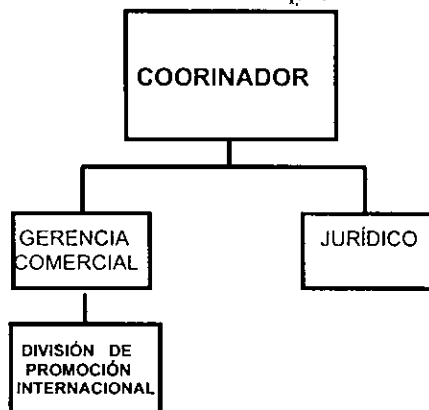 COORINADOR
GERENCIA
COMERCIAL
JURÍDICO
DIVISIÓN DE
PROMOCIÓN
INTERNACIONAL